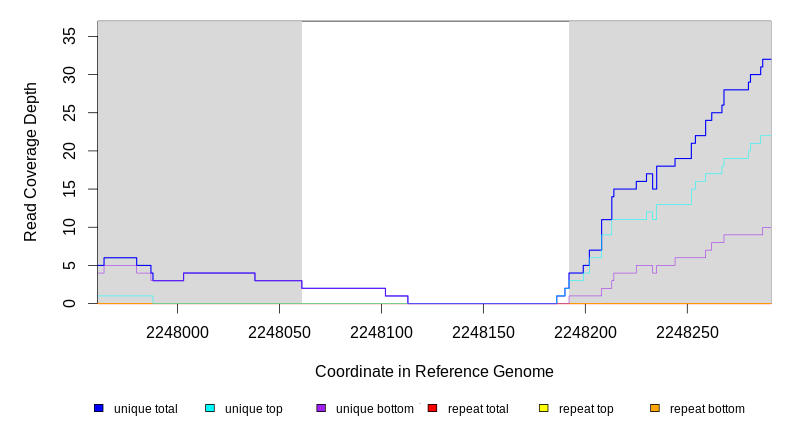 Read Coverage Depth
35
30
25
20
15
10
5
0
2248000 2248050 2248100 2248150 2248200 2248250
Coordinate in Reference Genome
unique total unique top unique bottom repeat total repeat top repeat bottom